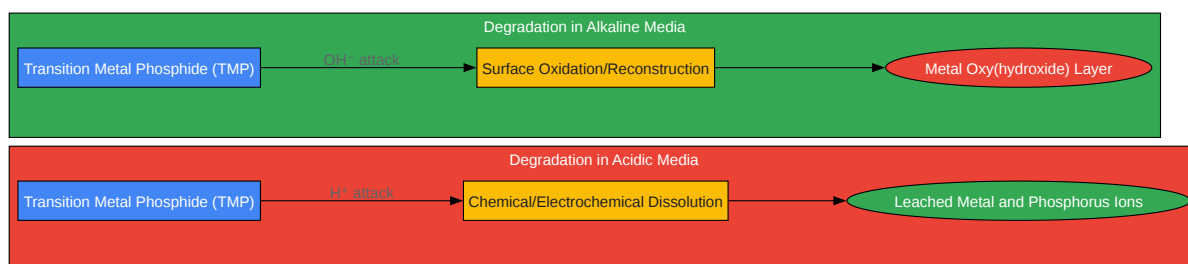 Degradation in Alkaline Media
Transition Metal Phosphide (TMP)
OH⁻ attack
Surface Oxidation/Reconstruction
Metal Oxy(hydroxide) Layer
Degradation in Acidic Media
Transition Metal Phosphide (TMP)
H⁺ attack
Chemical/Electrochemical Dissolution
Leached Metal and Phosphorus Ions